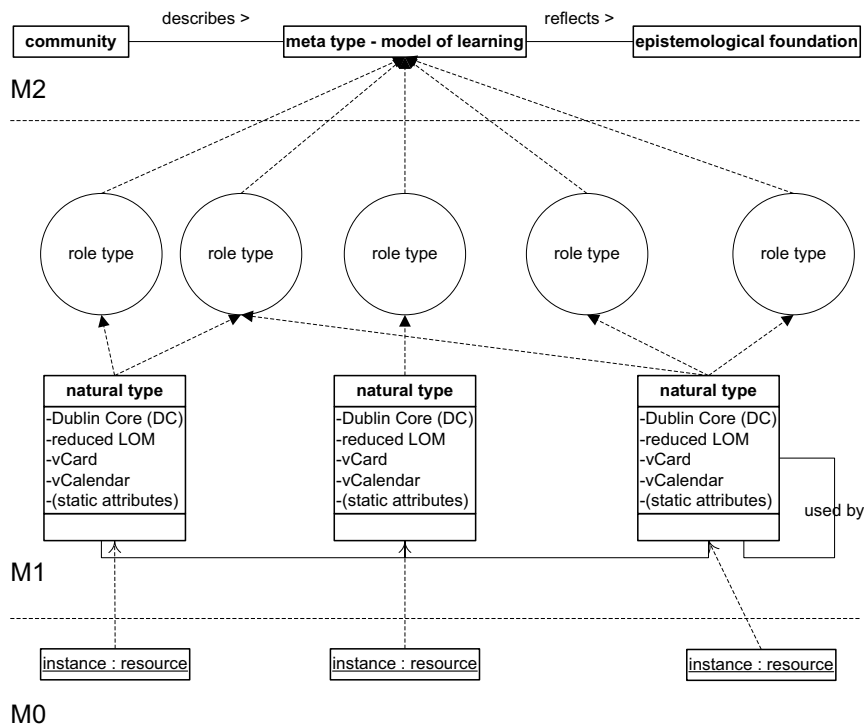 describes >
reflects >
community
meta type - model of learning
epistemological foundation
M2
role type
role type
role type
role type
role type
natural type
-Dublin Core (DC)
-reduced LOM
-vCard
-vCalendar
-(static attributes)
natural type
-Dublin Core (DC)
-reduced LOM
-vCard
-vCalendar
-(static attributes)
natural type
-Dublin Core (DC)
-reduced LOM
-vCard
-vCalendar
-(static attributes)
used by
M1
instance : resource
instance : resource
instance : resource
M0